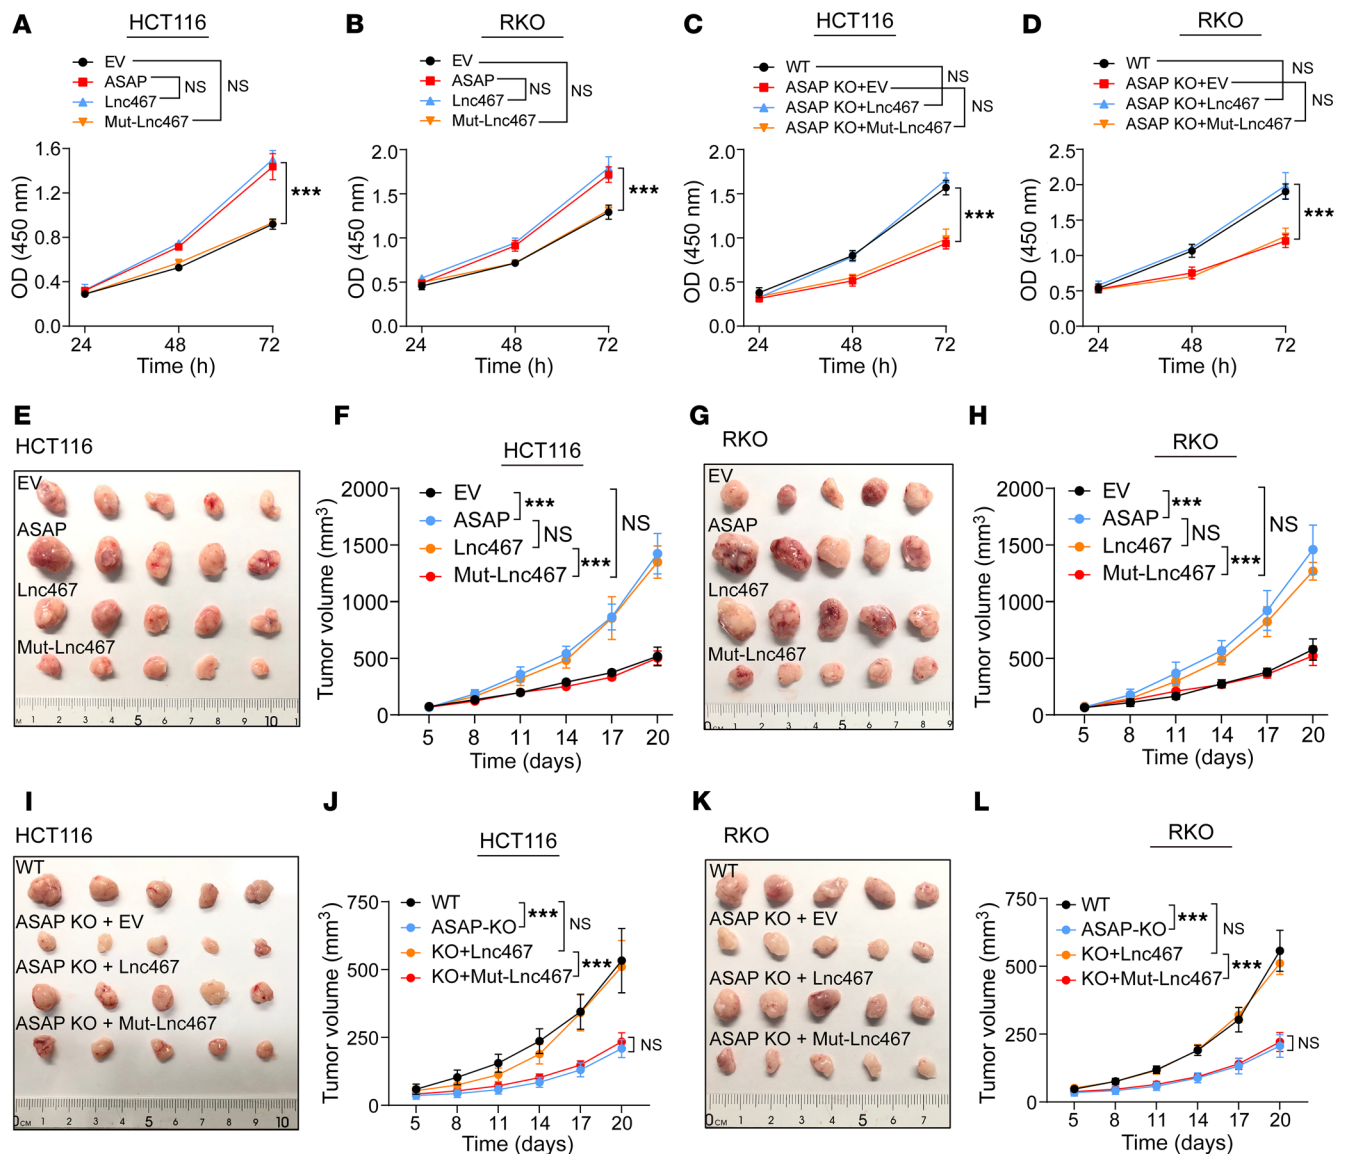 A
HCT116
EV
ASAP
Lnc467
Mut-Lnc467
NS
NS
OD (450 nm)
1.6
1.2
0.8
0.4
0.0
***
24 48 72
Time (h)
B
RKO
EV
ASAP
Lnc467
Mut-Lnc467
NS
NS
OD (450 nm)
2.0
1.5
1.0
0.5
0.0
***
24 48 72
Time (h)
C
HCT116
WT
ASAP KO+EV
ASAP KO+Lnc467
ASAP KO+Mut-Lnc467
NS
NS
OD (450 nm)
2.0
1.5
1.0
0.5
0.0
***
24 48 72
Time (h)
D
RKO
WT
ASAP KO+EV
ASAP KO+Lnc467
ASAP KO+Mut-Lnc467
NS
NS
OD (450 nm)
2.5
2.0
1.5
1.0
0.5
0.0
***
24 48 72
Time (h)
E
HCT116
EV
ASAP
Lnc467
Mut-Lnc467
M 1 2 3 4 5 6 7 8 9 10 1
F
HCT116
EV
ASAP
Lnc467
Mut-Lnc467
***
NS
***
NS
Tumor volume (mm3)
2000
1500
1000
500
0
5 8 11 14 17 20
Time (days)
G
RKO
EV
ASAP
Lnc467
Mut-Lnc467
0CM 1 2 3 4 5 6 7 8 9
H
RKO
EV
ASAP
Lnc467
Mut-Lnc467
***
NS
***
NS
Tumor volume (mm3)
2000
1500
1000
500
0
5 8 11 14 17 20
Time (days)
I
HCT116
WT
ASAP KO + EV
ASAP KO + Lnc467
ASAP KO + Mut-Lnc467
0CM 1 2 3 4 5 6 7 8 9 10
J
HCT116
WT
ASAP-KO
KO+Lnc467
KO+Mut-Lnc467
***
NS
***
NS
Tumor volume (mm3)
750
500
250
0
5 8 11 14 17 20
Time (days)
K
RKO
WT
ASAP KO + EV
ASAP KO + Lnc467
ASAP KO + Mut-Lnc467
0CM 1 2 3 4 5 6 7
L
RKO
WT
ASAP-KO
KO+Lnc467
KO+Mut-Lnc467
***
NS
***
NS
Tumor volume (mm3)
750
500
250
0
5 8 11 14 17 20
Time (days)